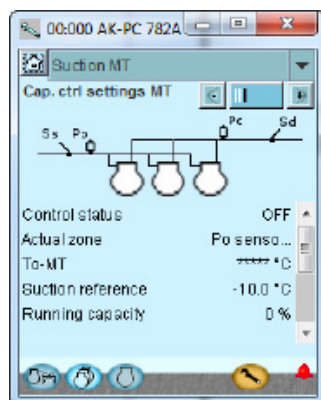 00:000 AK-PC 782A
Suction MT
Cap. ctrl settings MT
Pc Sd
Ss Po
Control status OFF
Actual zone Po senso...
To-MT ***** °C
Suction reference -10.0 °C
Running capacity 0 %